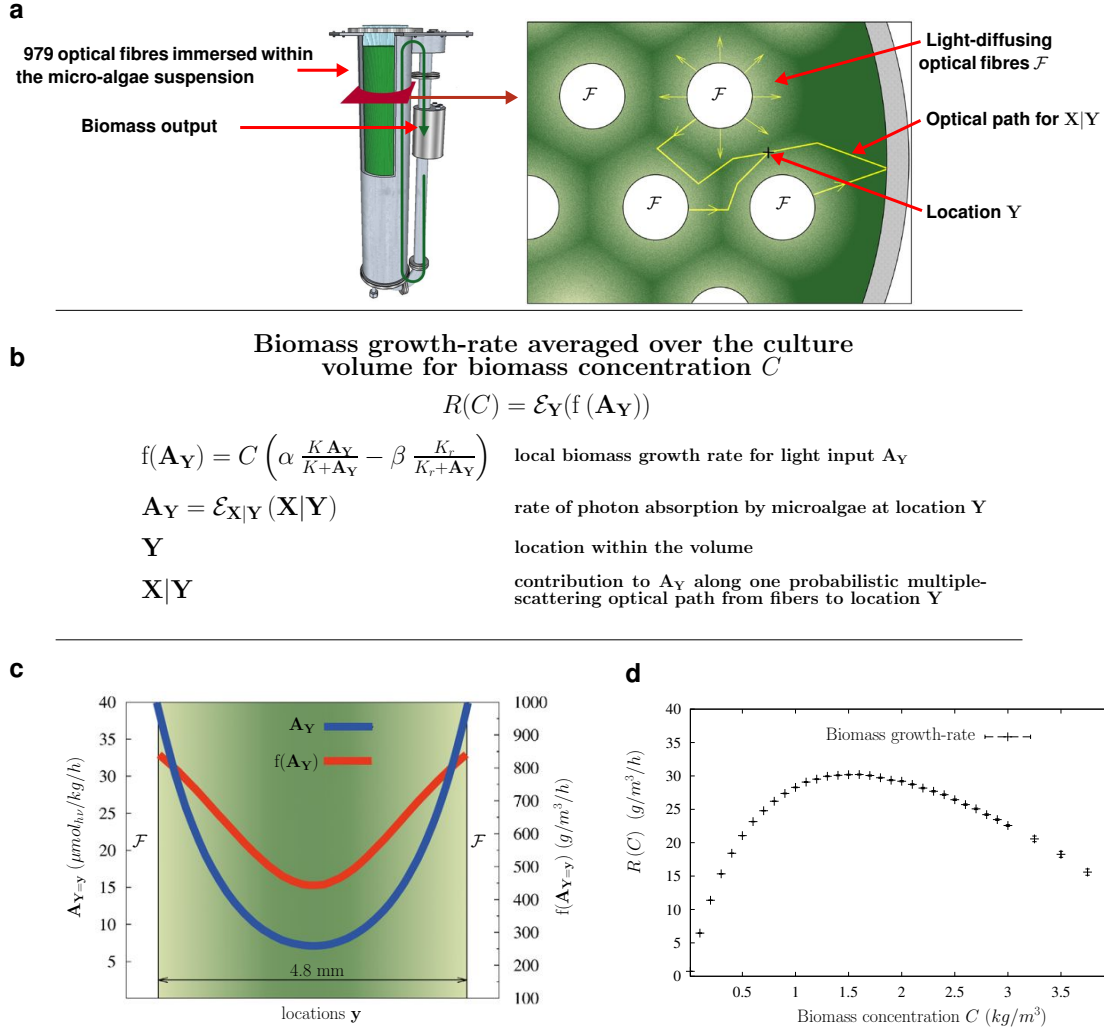 a
979 optical fibres immersed within
the micro-algae suspension
Biomass output
Light-diffusing
optical fibres ℱ
Optical path for X|Y
Location Y
ℱ
ℱ
ℱ
ℱ
b
Biomass growth-rate averaged over the culture
volume for biomass concentration C
R(C) = ℰ_Y(f (A_Y))
f(A_Y) = C (α K A_Y / K+A_Y − β K_r / K_r+A_Y) local biomass growth rate for light input A_Y
A_Y = ℰ_X|Y (X|Y) rate of photon absorption by microalgae at location Y
Y location within the volume
X|Y contribution to A_Y along one probabilistic multiple-
scattering optical path from fibers to location Y
c
A_Y=y (μmol_hν/kg/h)
40
35
30
25
20
15
10
5
A_Y
f(A_Y)
ℱ
ℱ
4.8 mm
locations y
1000
900
800
700
600
500
400
300
200
100
f(A_Y=y) (g/m³/h)
d
R(C) (g/m³/h)
40
35
30
25
20
15
10
5
0
Biomass growth-rate
0.5 1 1.5 2 2.5 3 3.5
Biomass concentration C (kg/m³)